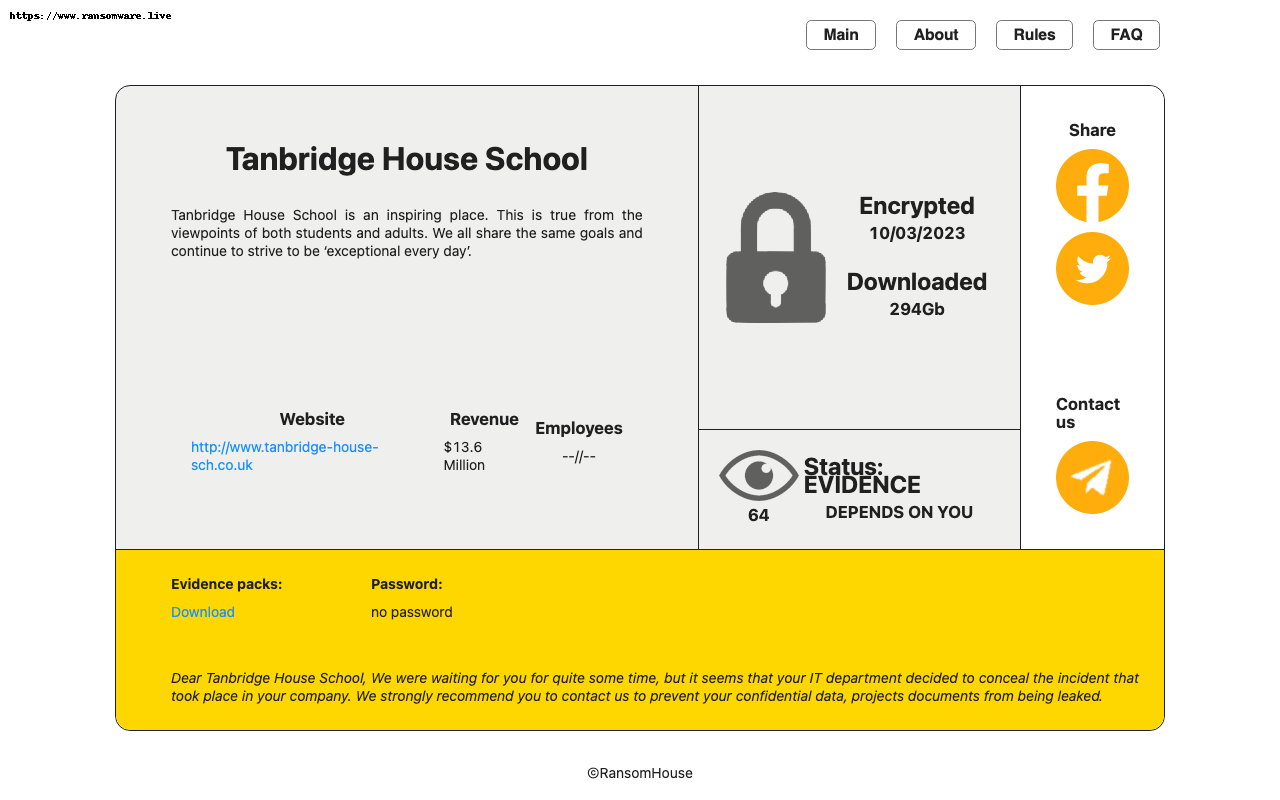 https://www.ransomware.live
Main
About
Rules
FAQ
Tanbridge House School
Tanbridge House School is an inspiring place. This is true from the
viewpoints of both students and adults. We all share the same goals and
continue to strive to be ‘exceptional every day’.
Website
http://www.tanbridge-house-
sch.co.uk
Revenue
$13.6
Million
Employees
--//--
Encrypted
10/03/2023
Downloaded
294Gb
64
Status:
EVIDENCE
DEPENDS ON YOU
Share
Contact
us
Evidence packs:
Download
Password:
no password
Dear Tanbridge House School, We were waiting for you for quite some time, but it seems that your IT department decided to conceal the incident that
took place in your company. We strongly recommend you to contact us to prevent your confidential data, projects documents from being leaked.
©RansomHouse